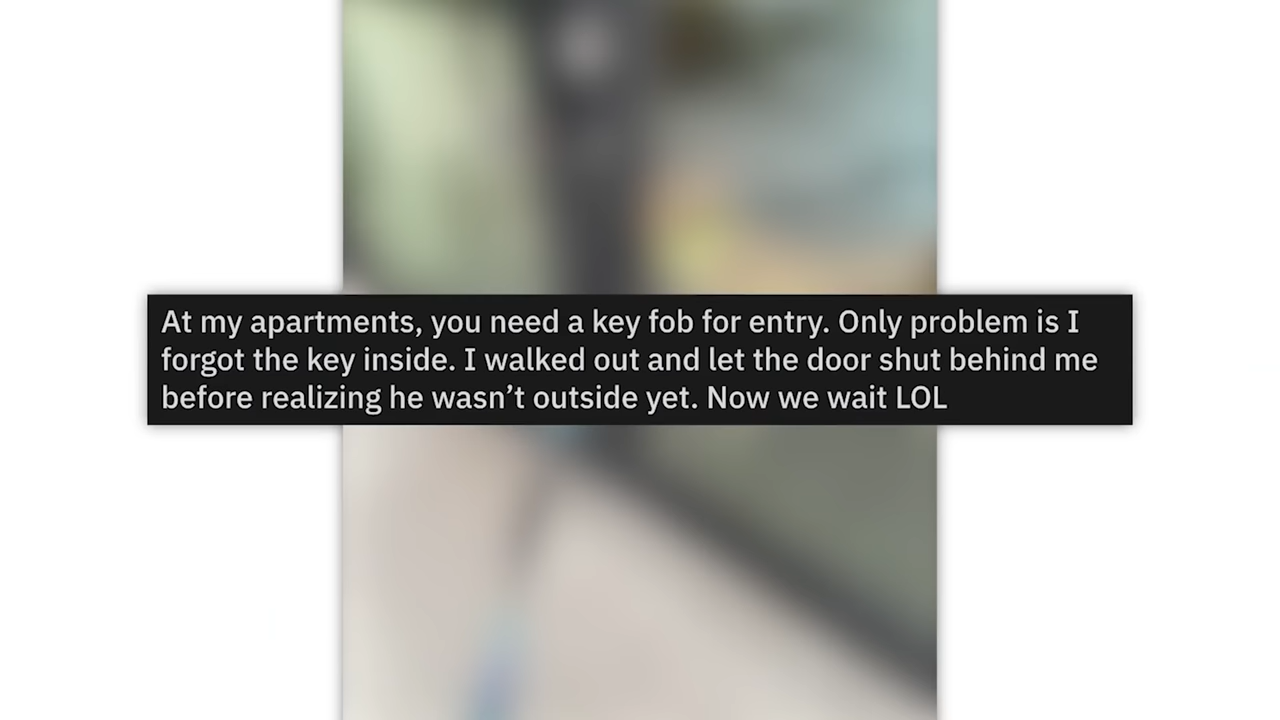 At my apartments, you need a key fob for entry. Only problem is I
forgot the key inside. I walked out and let the door shut behind me
before realizing he wasn’t outside yet. Now we wait LOL